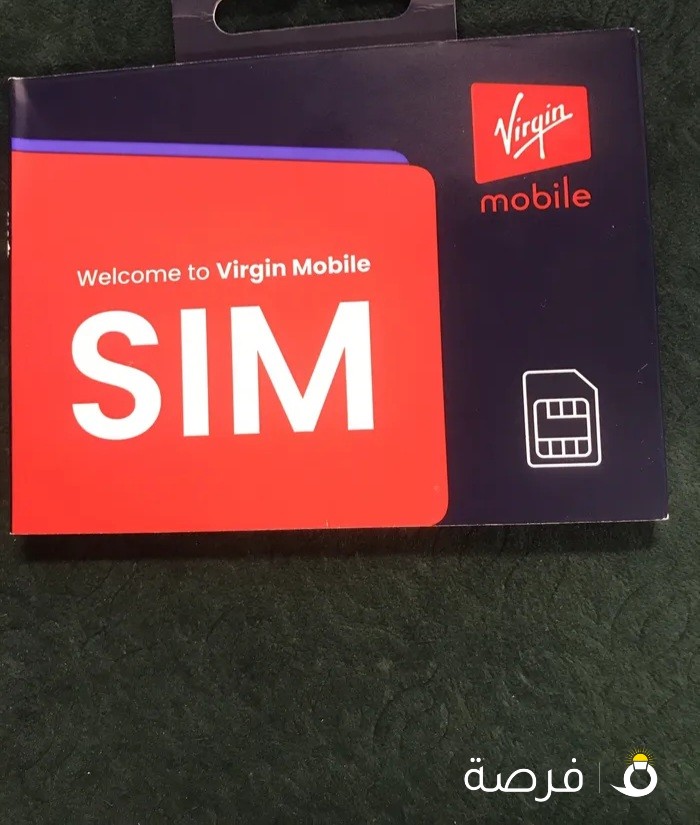 Virgin
mobile
Welcome to Virgin Mobile
SIM
فرصة